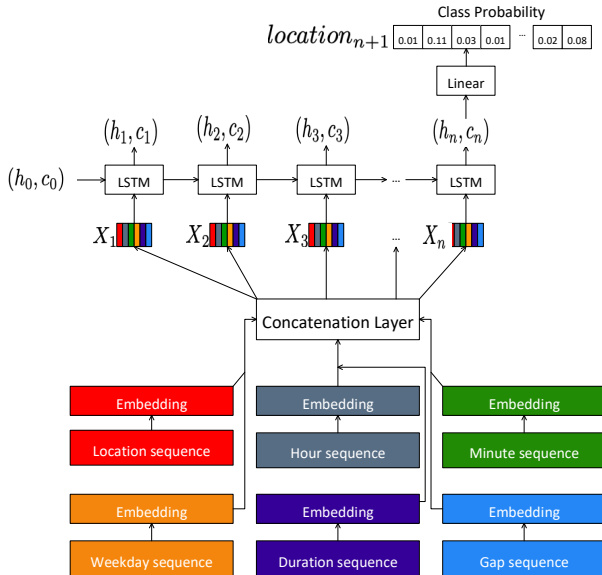 Class Probability
location_{n+1} 0.01 0.11 0.03 0.01 ... 0.02 0.08
Linear
(h_1, c_1) (h_2, c_2) (h_3, c_3) (h_n, c_n)
(h_0, c_0) LSTM LSTM LSTM ... LSTM
X_1 X_2 X_3 ... X_n
Concatenation Layer
Embedding Embedding Embedding
Location sequence Hour sequence Minute sequence
Embedding Embedding Embedding
Weekday sequence Duration sequence Gap sequence